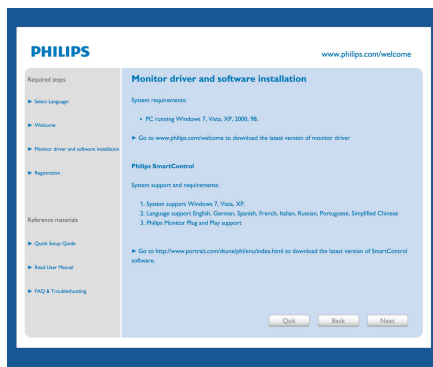 PHILIPS
www.philips.com/welcome
Required steps
► Select Language:
► Welcome
► Monitor driver and software installation
► Registration
Reference materials
► Quick Setup Guide
► Read User Manual
► FAQ & Troubleshooting
Monitor driver and software installation
System requirements:
• PC running Windows 7, Vista, XP, 2000, 98.
► Go to www.philips.com/welcome to download the latest version of monitor driver
Philips SmartControl
System support and requirements:
1. System support Windows 7, Vista, XP.
2. Language support English, German, Spanish, French, Italian, Russian, Portuguese, Simplified Chinese
3. Philips Monitor Plug and Play support
► Go to http://www.portrait.com/dtune/phl/enu/index.html to download the latest version of SmartControl
software.
Quit
Back
Next